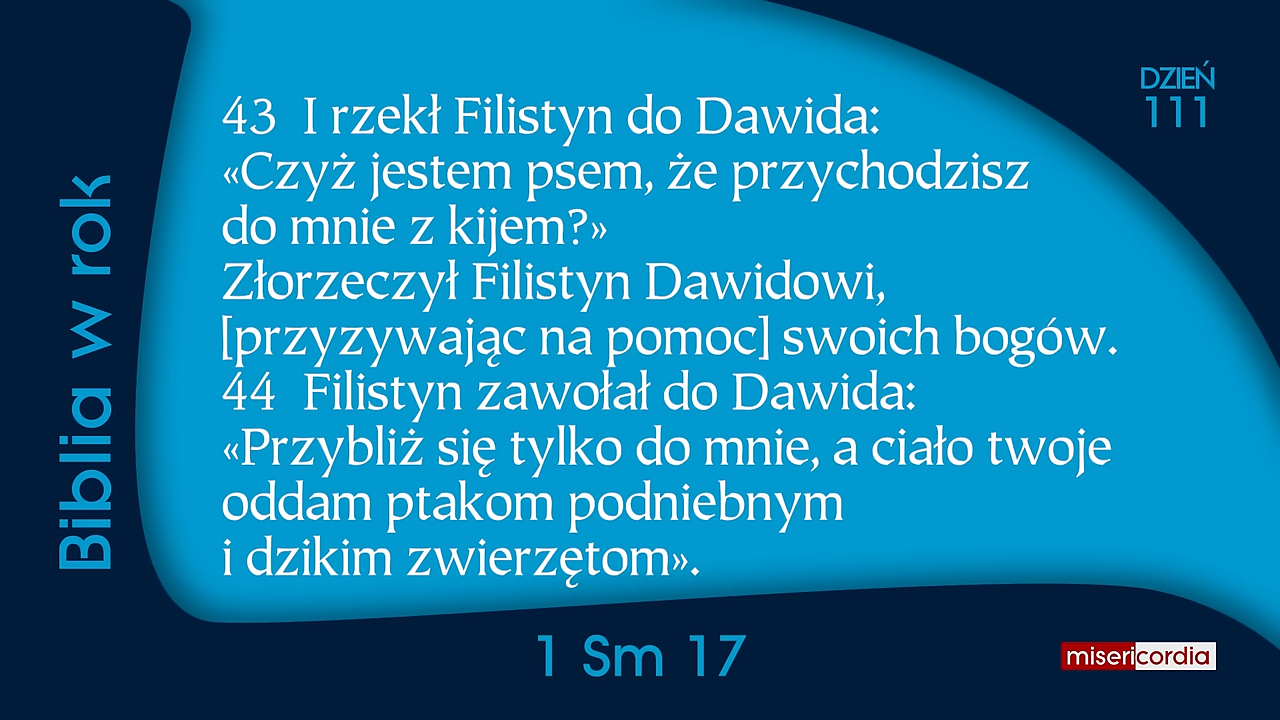 DZIEŃ
111
43 I rzekł Filistyn do Dawida:
«Czyż jestem psem, że przychodzisz
do mnie z kijem?»
Złorzeczył Filistyn Dawidowi,
[przyzywając na pomoc] swoich bogów.
44 Filistyn zawołał do Dawida:
«Przybliż się tylko do mnie, a ciało twoje
oddam ptakom podniebnym
i dzikim zwierzętom».
Biblia w rok
1 Sm 17
misericordia